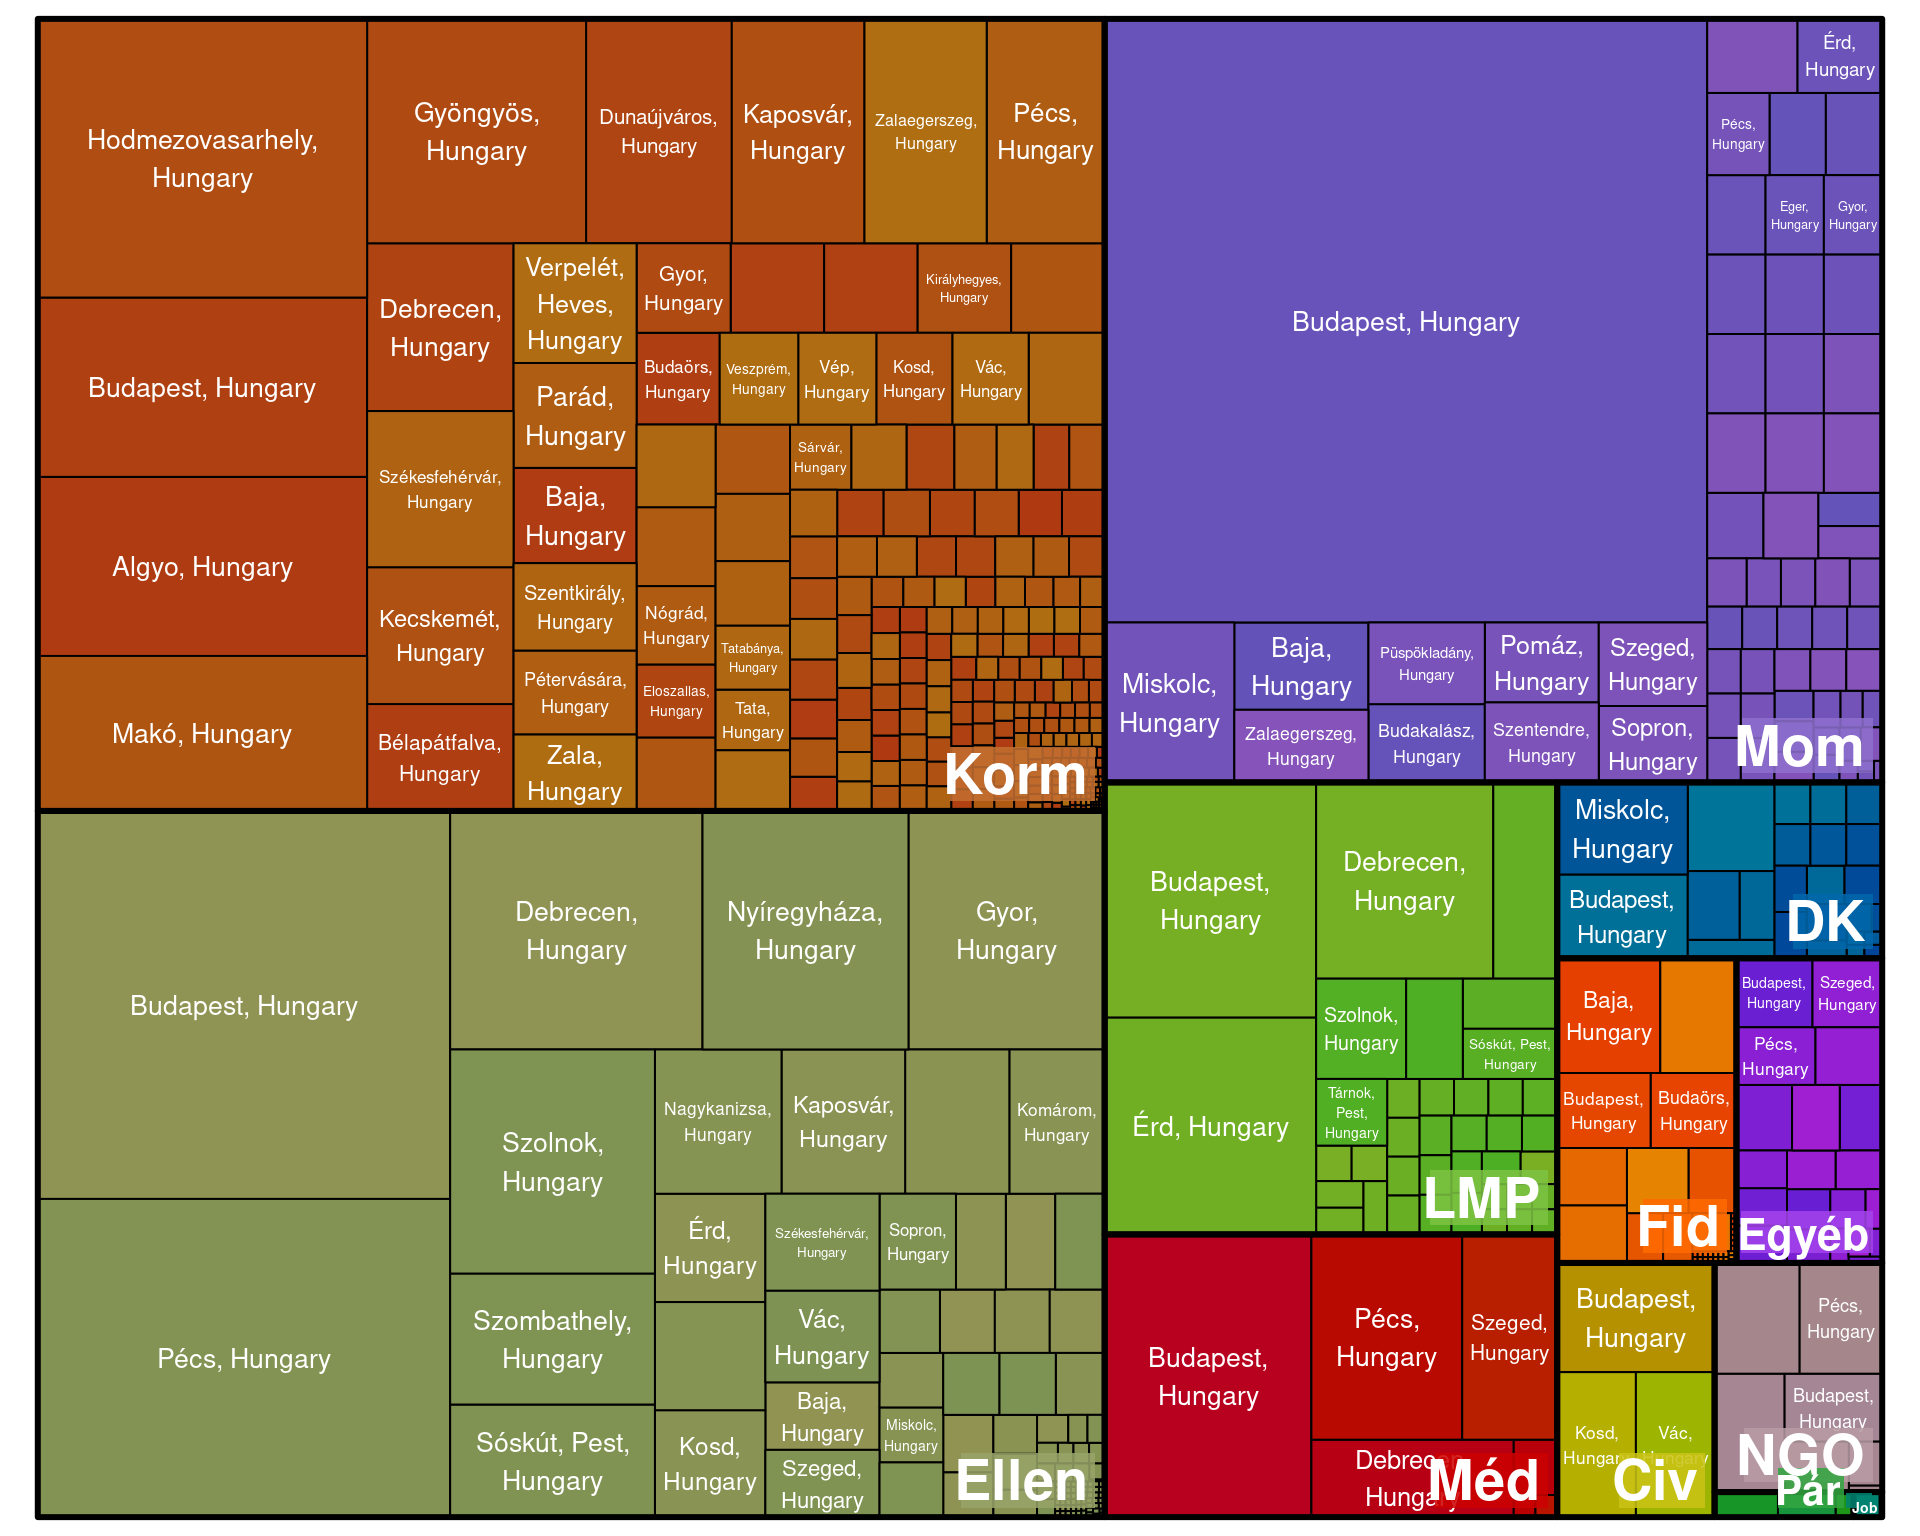 Hodmezovasarhely,
Hungary
Budapest, Hungary
Algyo, Hungary
Makó, Hungary
Gyöngyös,
Hungary
Dunaújváros,
Hungary
Kaposvár,
Hungary
Zalaegerszeg,
Hungary
Pécs,
Hungary
Debrecen,
Hungary
Székesfehérvár,
Hungary
Kecskemét,
Hungary
Bélapátfalva,
Hungary
Verpelét,
Heves,
Hungary
Parád,
Hungary
Baja,
Hungary
Szentkirály,
Hungary
Pétervására,
Hungary
Zala,
Hungary
Gyor,
Hungary
Királyhegyes,
Hungary
Budaörs,
Hungary
Veszprém,
Hungary
Vép,
Hungary
Kosd,
Hungary
Vác,
Hungary
Sárvár,
Hungary
Nógrád,
Hungary
Eloszallas,
Hungary
Tatabánya,
Hungary
Tata,
Hungary
Korm
Budapest, Hungary
Érd,
Hungary
Pécs,
Hungary
Eger,
Hungary
Gyor,
Hungary
Miskolc,
Hungary
Baja,
Hungary
Zalaegerszeg,
Hungary
Püspökladány,
Hungary
Budakalász,
Hungary
Pomáz,
Hungary
Szentendre,
Hungary
Szeged,
Hungary
Sopron,
Hungary
Mom
Budapest, Hungary
Pécs, Hungary
Debrecen,
Hungary
Nyíregyháza,
Hungary
Gyor,
Hungary
Szolnok,
Hungary
Szombathely,
Hungary
Sóskút, Pest,
Hungary
Nagykanizsa,
Hungary
Kaposvár,
Hungary
Komárom,
Hungary
Érd,
Hungary
Kosd,
Hungary
Székesfehérvár,
Hungary
Vác,
Hungary
Baja,
Hungary
Szeged,
Hungary
Sopron,
Hungary
Miskolc,
Hungary
Ellen
Budapest,
Hungary
Érd, Hungary
Debrecen,
Hungary
Szolnok,
Hungary
Sóskút, Pest,
Hungary
Tárnok,
Pest,
Hungary
LMP
Miskolc,
Hungary
Budapest,
Hungary
DK
Baja,
Hungary
Budapest,
Hungary
Budaörs,
Hungary
Fid
Budapest,
Hungary
Szeged,
Hungary
Pécs,
Hungary
Egyéb
Budapest,
Hungary
Pécs,
Hungary
Szeged,
Hungary
Debrecen,
Hungary
Méd
Budapest,
Hungary
Kosd,
Hungary
Vác,
Hungary
Civ
Pécs,
Hungary
Budapest,
Hungary
NGO
Pár
Job